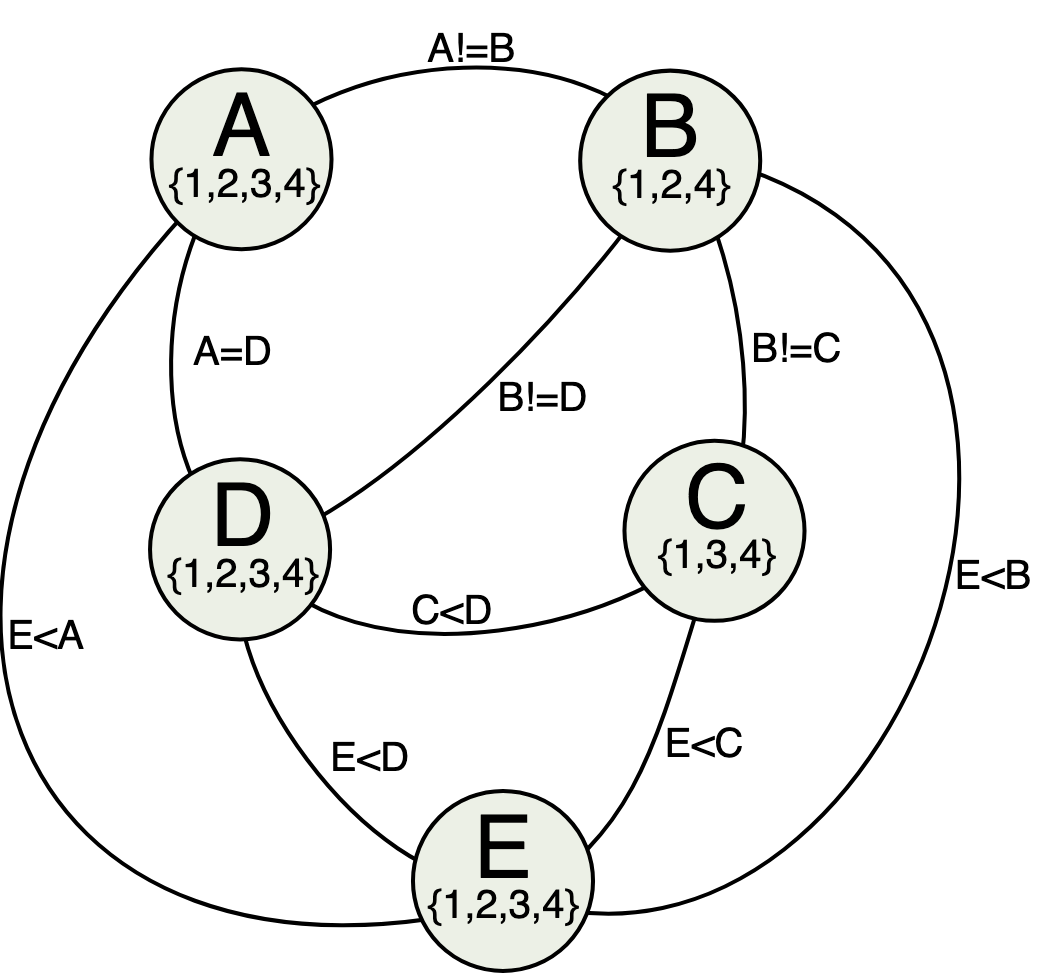 A!=B
A
{1,2,3,4}
B
{1,2,4}
A=D
B!=C
B!=D
D
{1,2,3,4}
C
{1,3,4}
E<B
C<D
E<A
E<D
E<C
E
{1,2,3,4}